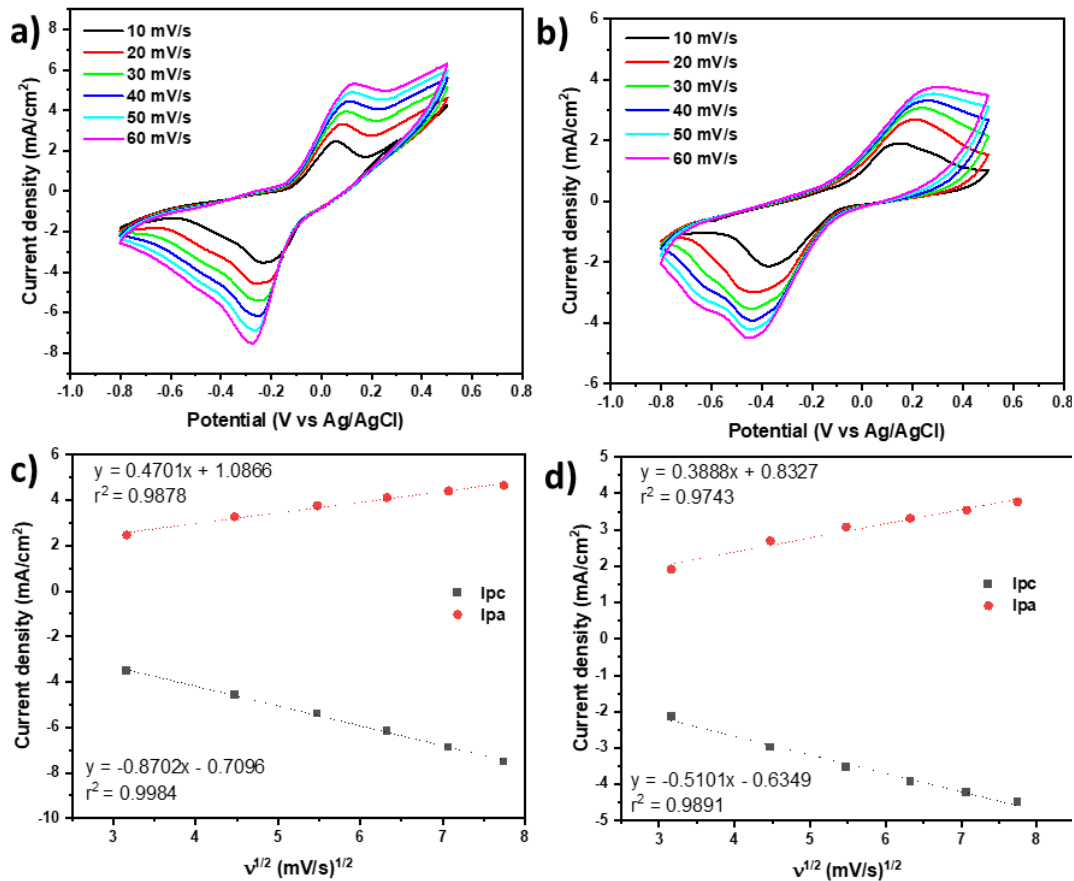 a)
10 mV/s
20 mV/s
30 mV/s
40 mV/s
50 mV/s
60 mV/s
8
6
4
2
0
-2
-4
-6
-8
Current density (mA/cm²)
-1.0 -0.8 -0.6 -0.4 -0.2 0.0 0.2 0.4 0.6 0.8
Potential (V vs Ag/AgCl)
b)
10 mV/s
20 mV/s
30 mV/s
40 mV/s
50 mV/s
60 mV/s
6
4
2
0
-2
-4
-6
Current density (mA/cm²)
-1.0 -0.8 -0.6 -0.4 -0.2 0.0 0.2 0.4 0.6 0.8
Potential (V vs Ag/AgCl)
c)
y = 0.4701x + 1.0866
r² = 0.9878
Ipc
Ipa
y = -0.8702x - 0.7096
r² = 0.9984
6
4
2
0
-2
-4
-6
-8
-10
Current density (mA/cm²)
3 4 5 6 7 8
ν^1/2 (mV/s)^1/2
d)
y = 0.3888x + 0.8327
r² = 0.9743
Ipc
Ipa
y = -0.5101x - 0.6349
r² = 0.9891
5
4
3
2
1
0
-1
-2
-3
-4
-5
Current density (mA/cm²)
3 4 5 6 7 8
ν^1/2 (mV/s)^1/2